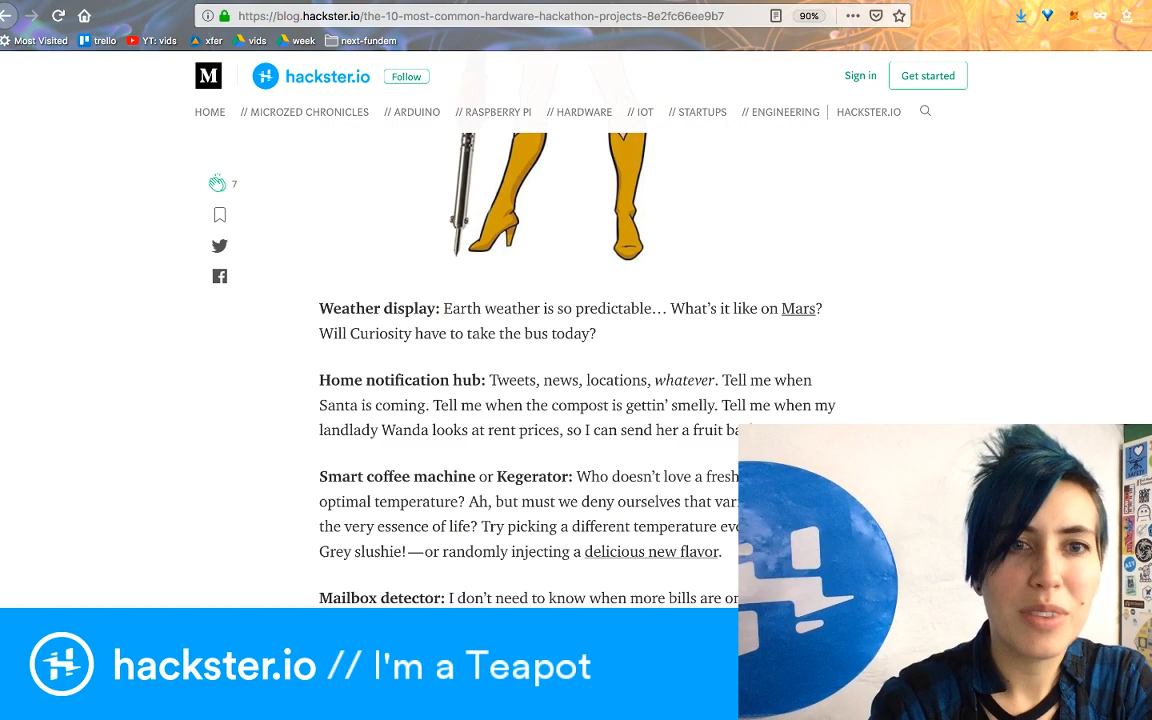 https://blog.hackster.io/the-10-most-common-hardware-hackathon-projects-8e2fc66ee9b7
90%
Most Visited trello YT: vids xfer vids week next-fundem
M hackster.io Follow Sign in Get started
HOME // MICROZED CHRONICLES // ARDUINO // RASPBERRY PI // HARDWARE // IOT // STARTUPS // ENGINEERING HACKSTER.IO
7
Weather display: Earth weather is so predictable… What's it like on Mars?
Will Curiosity have to take the bus today?
Home notification hub: Tweets, news, locations, whatever. Tell me when
Santa is coming. Tell me when the compost is gettin' smelly. Tell me when my
landlady Wanda looks at rent prices, so I can send her a fruit
Smart coffee machine or Kegerator: Who doesn't love a fresh
optimal temperature? Ah, but must we deny ourselves that
the very essence of life? Try picking a different temperature
Grey slushie! — or randomly injecting a delicious new flavor.
Mailbox detector: I don't need to know when more bills are
hackster.io // I'm a Teapot